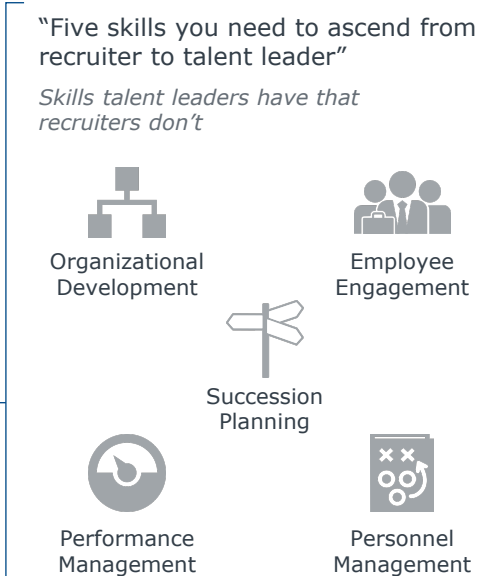 “Five skills you need to ascend from
recruiter to talent leader”
Skills talent leaders have that
recruiters don’t
Organizational
Development
Employee
Engagement
Succession
Planning
Performance
Management
Personnel
Management